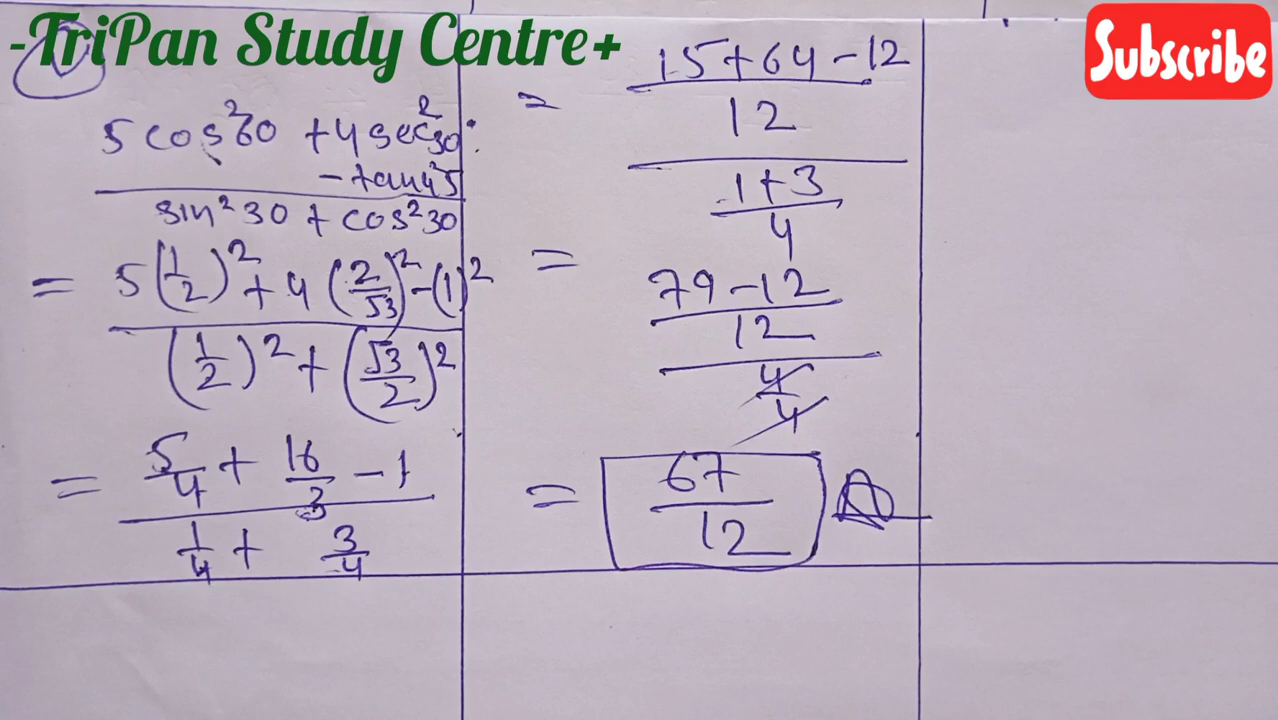 -TriPan Study Centre+
Subscribe
(v)
5 cos²60 + 4 sec²30°
- tan²45
sin²30 + cos²30
= 5(1/2)² + 4(2/√3)² - (1)²
(1/2)² + (√3/2)²
= 5/4 + 16/3 - 1
1/4 + 3/4
= 15+64-12
12
1+3
4
= 79-12
12
4
4
= 67
12